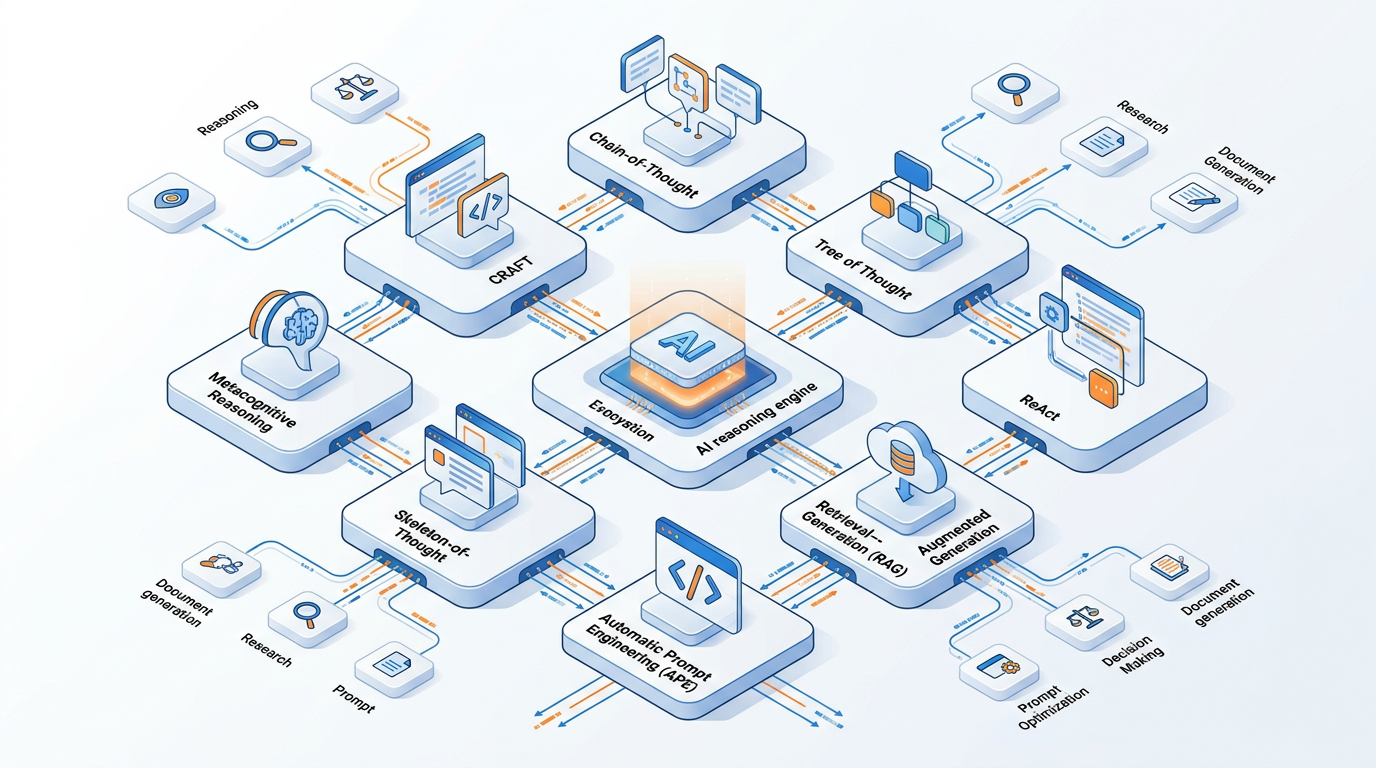 Reasoning
Chain-of-Thought
Research
Document
Generation
CRAFT
</>
Tree of Thought
Metacognitive
Reasoning
AI
AI reasoning engine
ReAct
Skeleton-of-
Thought
Retrieval—
Generation (RAG)
Augmented
Generation
</>
Automatic Prompt
Engineering (APE)
Document
generation
Research
Prompt
Document
generation
Decision
Making
Prompt
Optimization